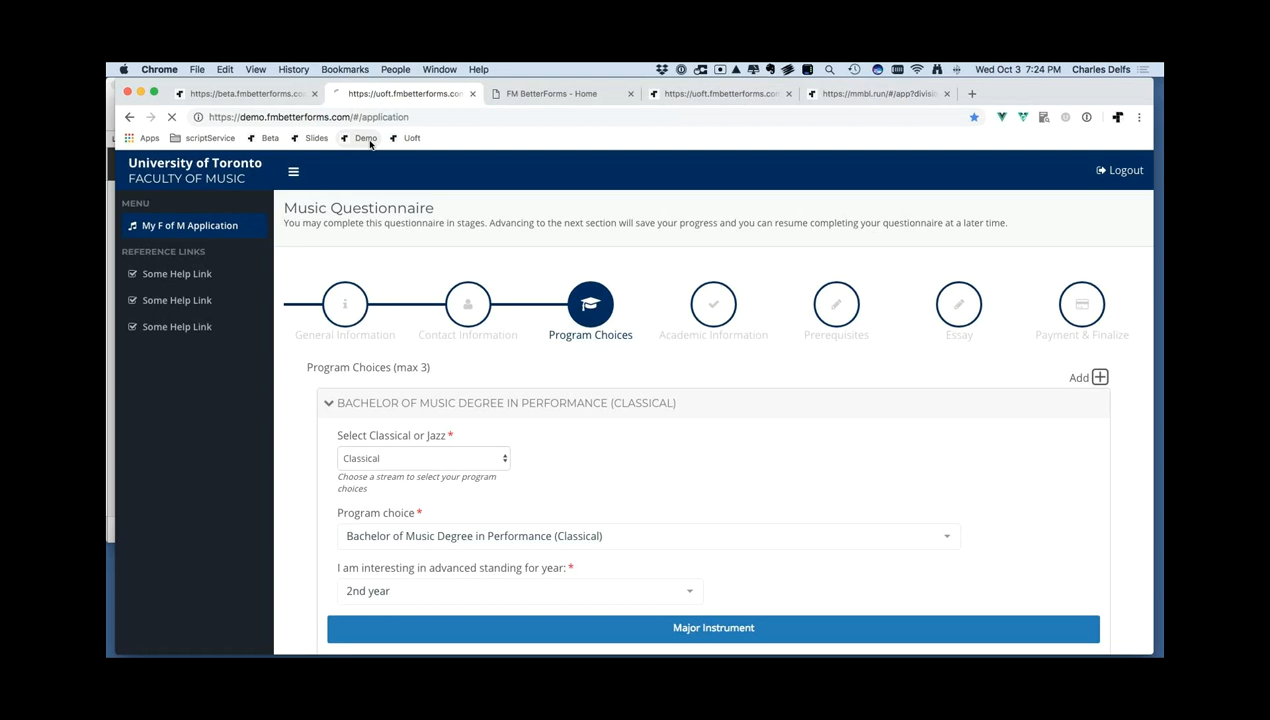 Chrome File Edit View History Bookmarks People Window Help Wed Oct 3 7:24 PM Charles Delfs
https://beta.fmbetterforms.co https://uoft.fmbetterforms.co FM BetterForms - Home https://uoft.fmbetterforms.co https://mmbl.run/#/app?divisi
https://demo.fmbetterforms.com/#/application
Apps scriptService Beta Slides Demo Uoft
University of Toronto
FACULTY OF MUSIC
Logout
MENU
My F of M Application
REFERENCE LINKS
Some Help Link
Some Help Link
Some Help Link
Music Questionnaire
You may complete this questionnaire in stages. Advancing to the next section will save your progress and you can resume completing your questionnaire at a later time.
General Information Contact Information Program Choices Academic Information Prerequisites Essay Payment & Finalize
Program Choices (max 3)
Add
BACHELOR OF MUSIC DEGREE IN PERFORMANCE (CLASSICAL)
Select Classical or Jazz *
Classical
Choose a stream to select your program
choices
Program choice *
Bachelor of Music Degree in Performance (Classical)
I am interesting in advanced standing for year: *
2nd year
Major Instrument